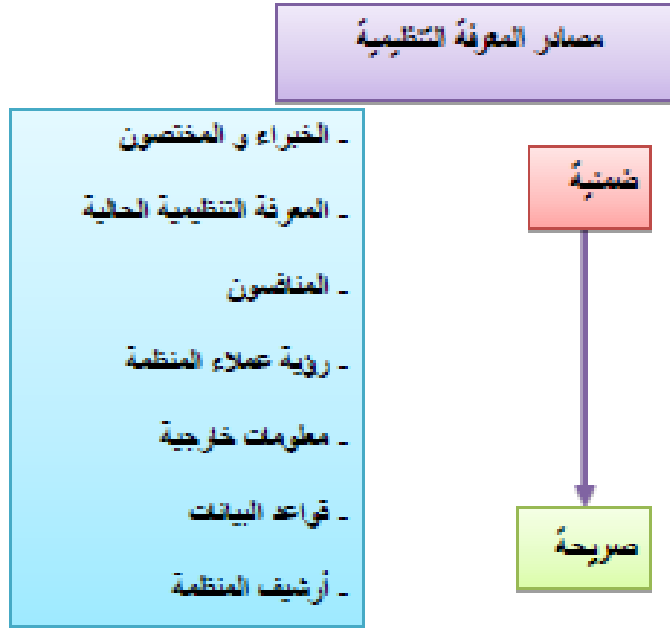 مصادر المعرفة التنظيمية
ضمنية
صريحة
- الخبراء و المختصون
- المعرفة التنظيمية الحالية
- المنافسون
- رؤية عملاء المنظمة
- معلومات خارجية
- قواعد البيانات
- أرشيف المنظمة